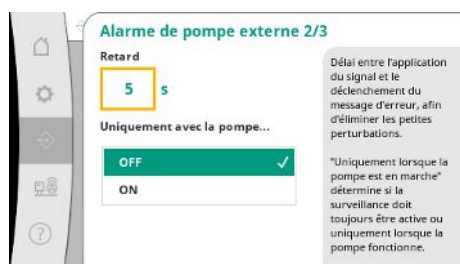 Alarme de pompe externe 2/3
Retard
5 s
Uniquement avec la pompe...
OFF
ON
Délai entre l'application
du signal et le
déclenchement du
message d'erreur, afin
d'éliminer les petites
perturbations.
"Uniquement lorsque la
pompe est en marche"
détermine si la
surveillance doit
toujours être active ou
uniquement lorsque la
pompe fonctionne.